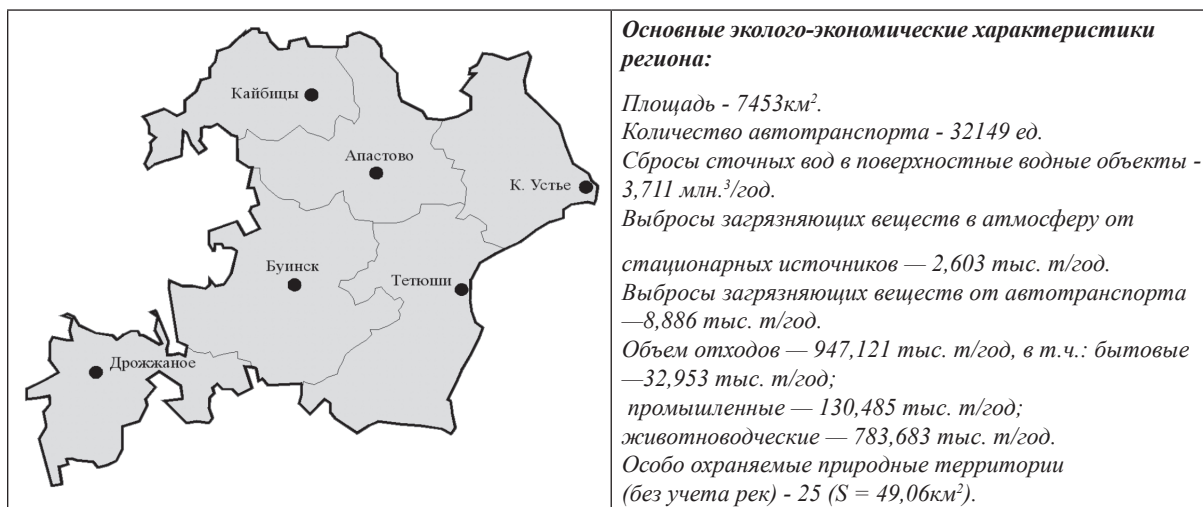 Кайбицы
Апастово
К. Устье
Буинск
Тетюши
Дрожжаное
Основные эколого-экономические характеристики
региона:
Площадь - 7453км².
Количество автотранспорта - 32149 ед.
Сбросы сточных вод в поверхностные водные объекты -
3,711 млн.³/год.
Выбросы загрязняющих веществ в атмосферу от
стационарных источников — 2,603 тыс. т/год.
Выбросы загрязняющих веществ от автотранспорта
—8,886 тыс. т/год.
Объем отходов — 947,121 тыс. т/год, в т.ч.: бытовые
—32,953 тыс. т/год;
промышленные — 130,485 тыс. т/год;
животноводческие — 783,683 тыс. т/год.
Особо охраняемые природные территории
(без учета рек) - 25 (S = 49,06км²).